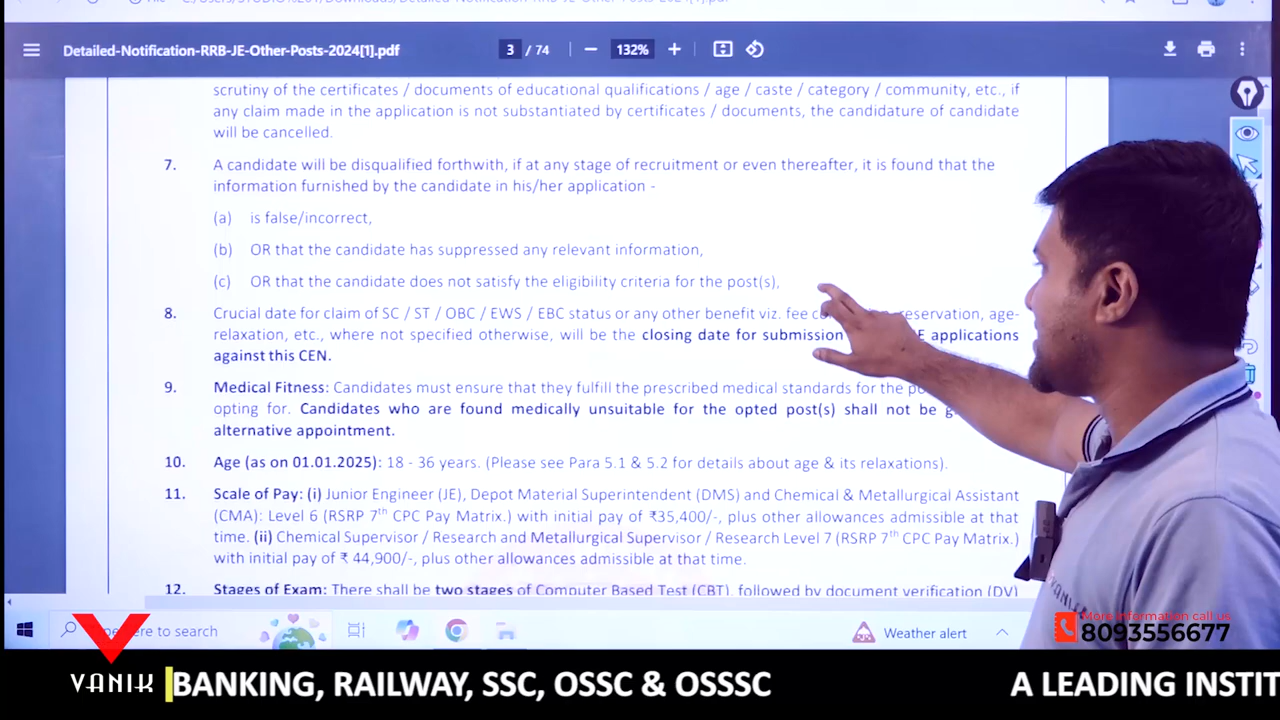 Detailed-Notification-RRB-JE-Other-Posts-2024[1].pdf
3 / 74
132%
scrutiny of the certificates / documents of educational qualifications / age / caste / category / community, etc., if
any claim made in the application is not substantiated by certificates / documents, the candidature of candidate
will be cancelled.
7. A candidate will be disqualified forthwith, if at any stage of recruitment or even thereafter, it is found that the
information furnished by the candidate in his/her application -
(a) is false/incorrect,
(b) OR that the candidate has suppressed any relevant information,
(c) OR that the candidate does not satisfy the eligibility criteria for the post(s),
8. Crucial date for claim of SC / ST / OBC / EWS / EBC status or any other benefit viz. fee reservation, age-
relaxation, etc., where not specified otherwise, will be the closing date for submission applications
against this CEN.
9. Medical Fitness: Candidates must ensure that they fulfill the prescribed medical standards for the
opting for. Candidates who are found medically unsuitable for the opted post(s) shall not be
alternative appointment.
10. Age (as on 01.01.2025): 18 - 36 years. (Please see Para 5.1 & 5.2 for details about age & its relaxations).
11. Scale of Pay: (i) Junior Engineer (JE), Depot Material Superintendent (DMS) and Chemical & Metallurgical Assistant
(CMA): Level 6 (RSRP 7th CPC Pay Matrix.) with initial pay of ₹35,400/-, plus other allowances admissible at that
time. (ii) Chemical Supervisor / Research and Metallurgical Supervisor / Research Level 7 (RSRP 7th CPC Pay Matrix.)
with initial pay of ₹ 44,900/-, plus other allowances admissible at that time.
12. Stages of Exam: There shall be two stages of Computer Based Test (CBT), followed by document verification (DV)
here to search
Weather alert
More information call us
8093556677
VANIK
BANKING, RAILWAY, SSC, OSSC & OSSSC
A LEADING INSTIT